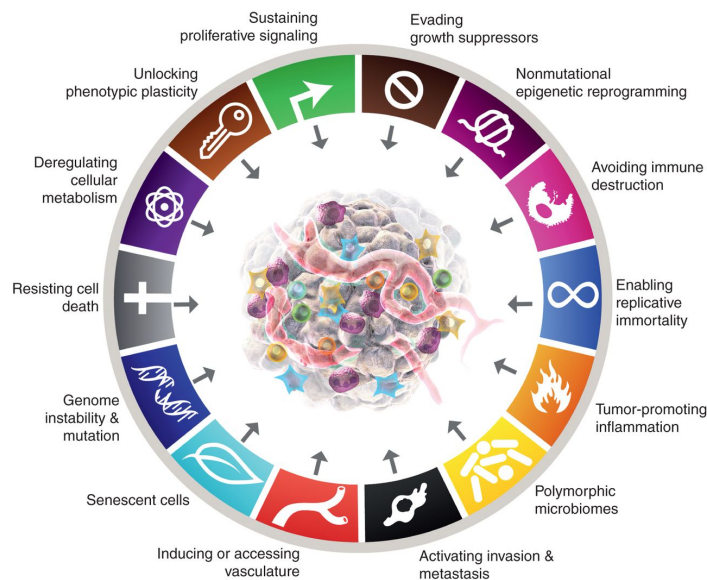 Sustaining
proliferative signaling
Evading
growth suppressors
Nonmutational
epigenetic reprogramming
Avoiding immune
destruction
Enabling
replicative
immortality
Tumor-promoting
inflammation
Polymorphic
microbiomes
Activating invasion &
metastasis
Inducing or accessing
vasculature
Senescent cells
Genome
instability &
mutation
Resisting cell
death
Deregulating
cellular
metabolism
Unlocking
phenotypic plasticity